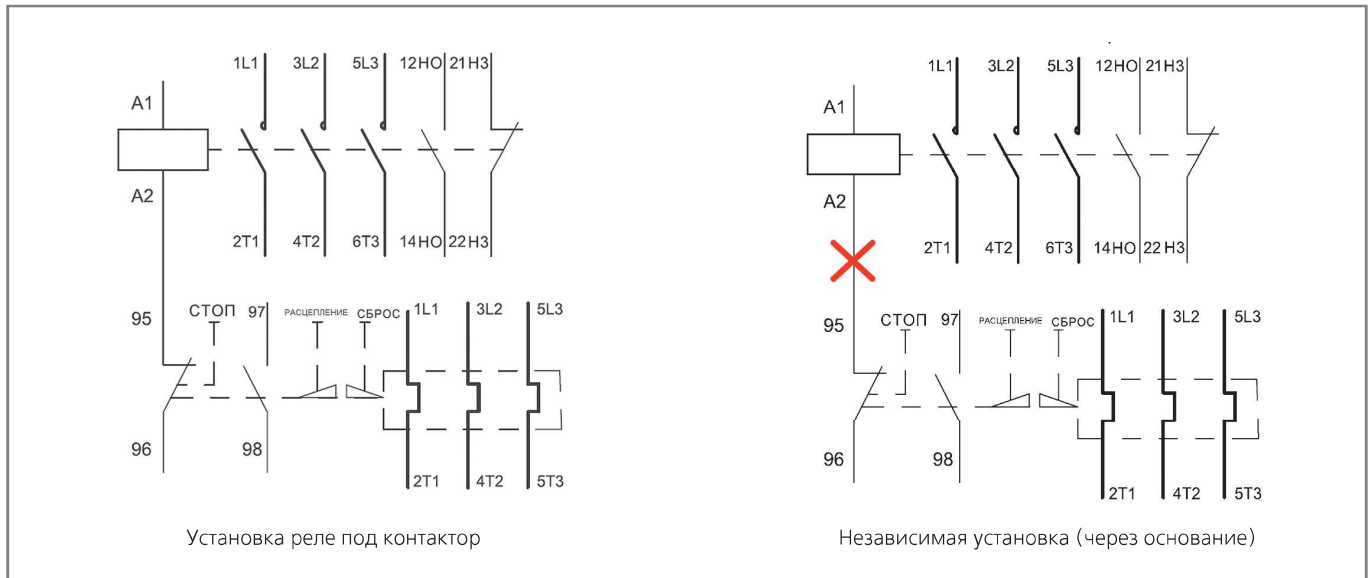 1L1 3L2 5L3 12НО 21НЗ
A1
A2
2T1 4T2 6T3 14НО 22НЗ
95 СТОП 97 РАСЦЕПЛЕНИЕ СБРОС 1L1 3L2 5L3
96 98
2T1 4T2 5T3
Установка реле под контактор
1L1 3L2 5L3 12НО 21НЗ
A1
A2
2T1 4T2 6T3 14НО 22НЗ
95 СТОП 97 РАСЦЕПЛЕНИЕ СБРОС 1L1 3L2 5L3
96 98
2T1 4T2 5T3
Независимая установка (через основание)